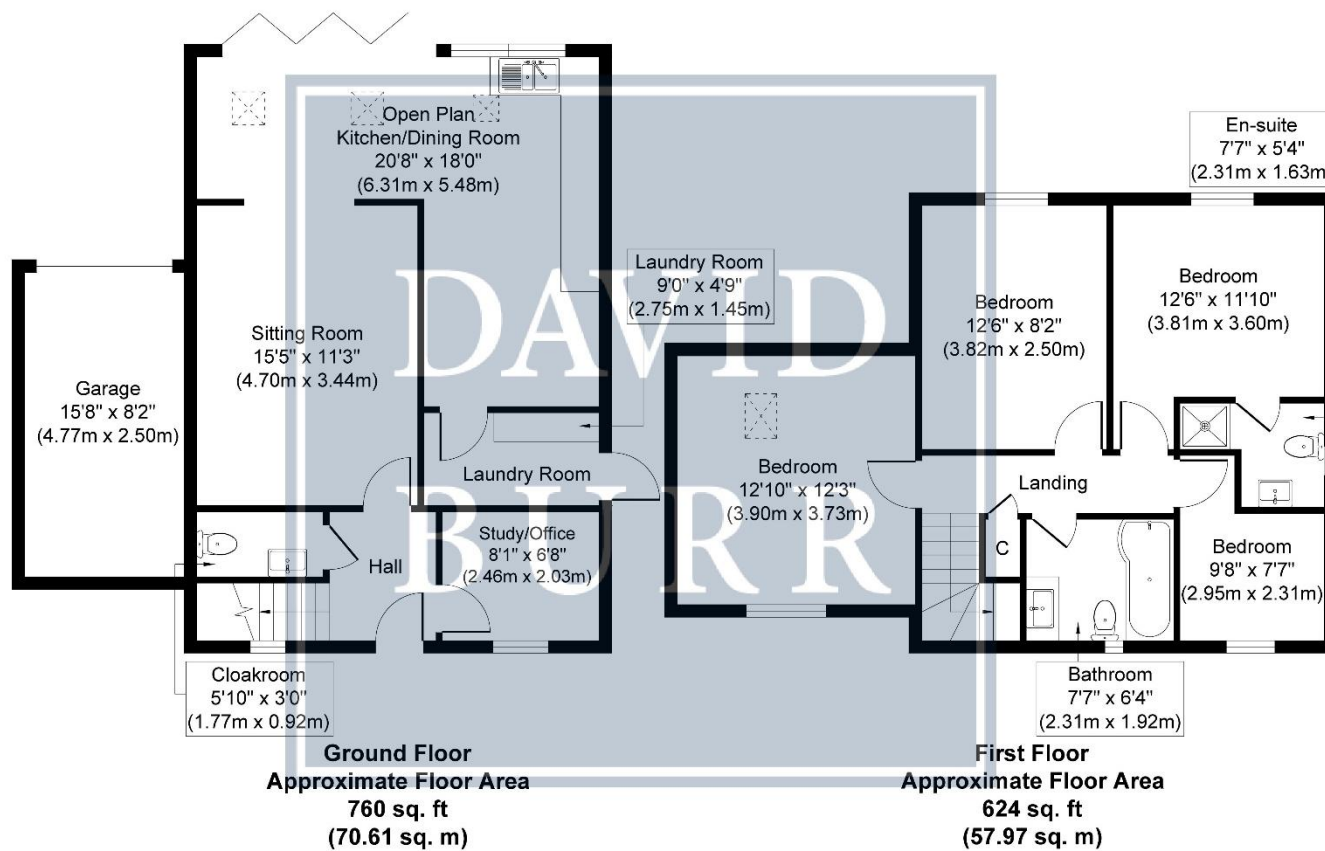 Open Plan
Kitchen/Dining Room
20'8" x 18'0"
(6.31m x 5.48m)
Laundry Room
9'0" x 4'9"
(2.75m x 1.45m)
Sitting Room
15'5" x 11'3"
(4.70m x 3.44m)
Garage
15'8" x 8'2"
(4.77m x 2.50m)
Laundry Room
Study/Office
8'1" x 6'8"
(2.46m x 2.03m)
Hall
Cloakroom
5'10" x 3'0"
(1.77m x 0.92m)
Ground Floor
Approximate Floor Area
760 sq. ft
(70.61 sq. m)
En-suite
7'7" x 5'4"
(2.31m x 1.63m
Bedroom
12'6" x 8'2"
(3.82m x 2.50m)
Bedroom
12'6" x 11'10"
(3.81m x 3.60m)
Bedroom
12'10" x 12'3"
(3.90m x 3.73m)
Landing
C
Bedroom
9'8" x 7'7"
(2.95m x 2.31m)
Bathroom
7'7" x 6'4"
(2.31m x 1.92m)
First Floor
Approximate Floor Area
624 sq. ft
(57.97 sq. m)
DAVID
BURR